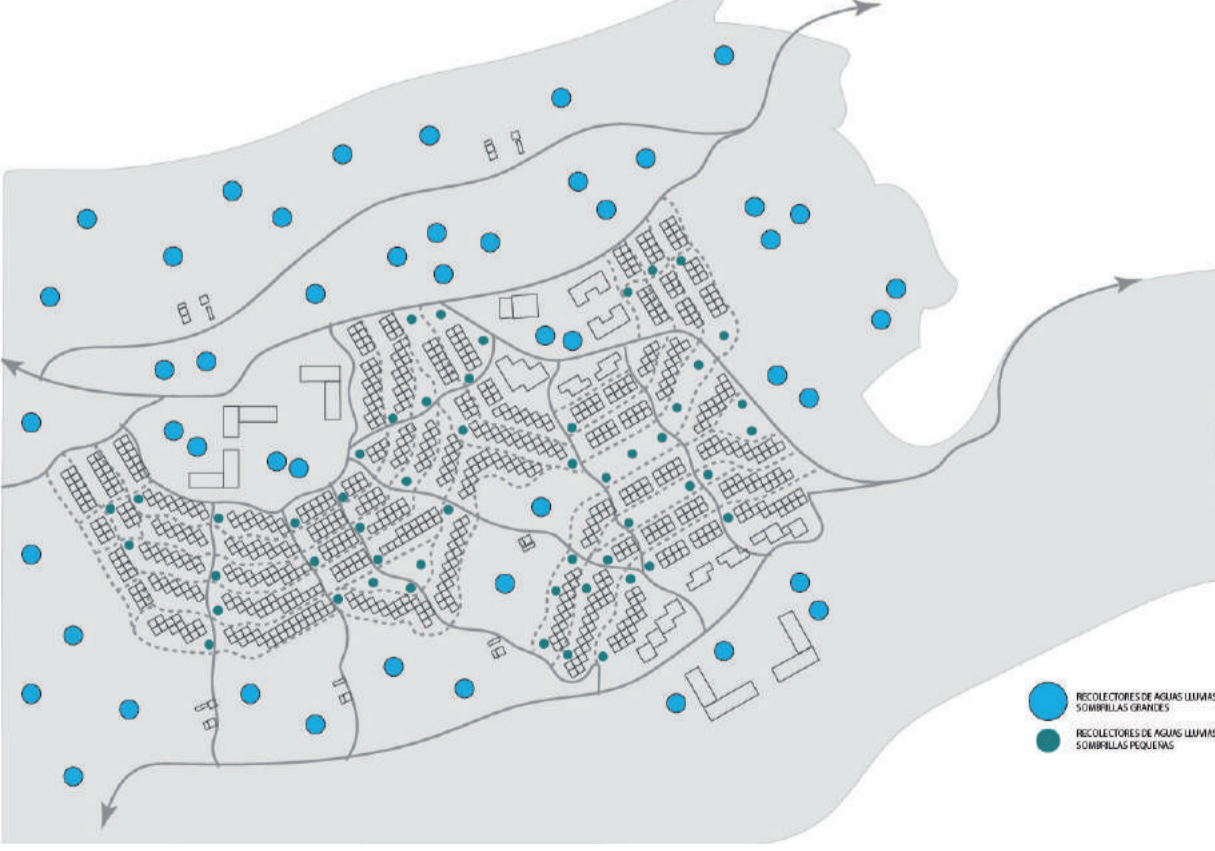 RECOLECTORES DE AGUAS LLUVIAS
SOMBRILLAS GRANDES
RECOLECTORES DE AGUAS LLUVIAS
SOMBRILLAS PEQUEÑAS